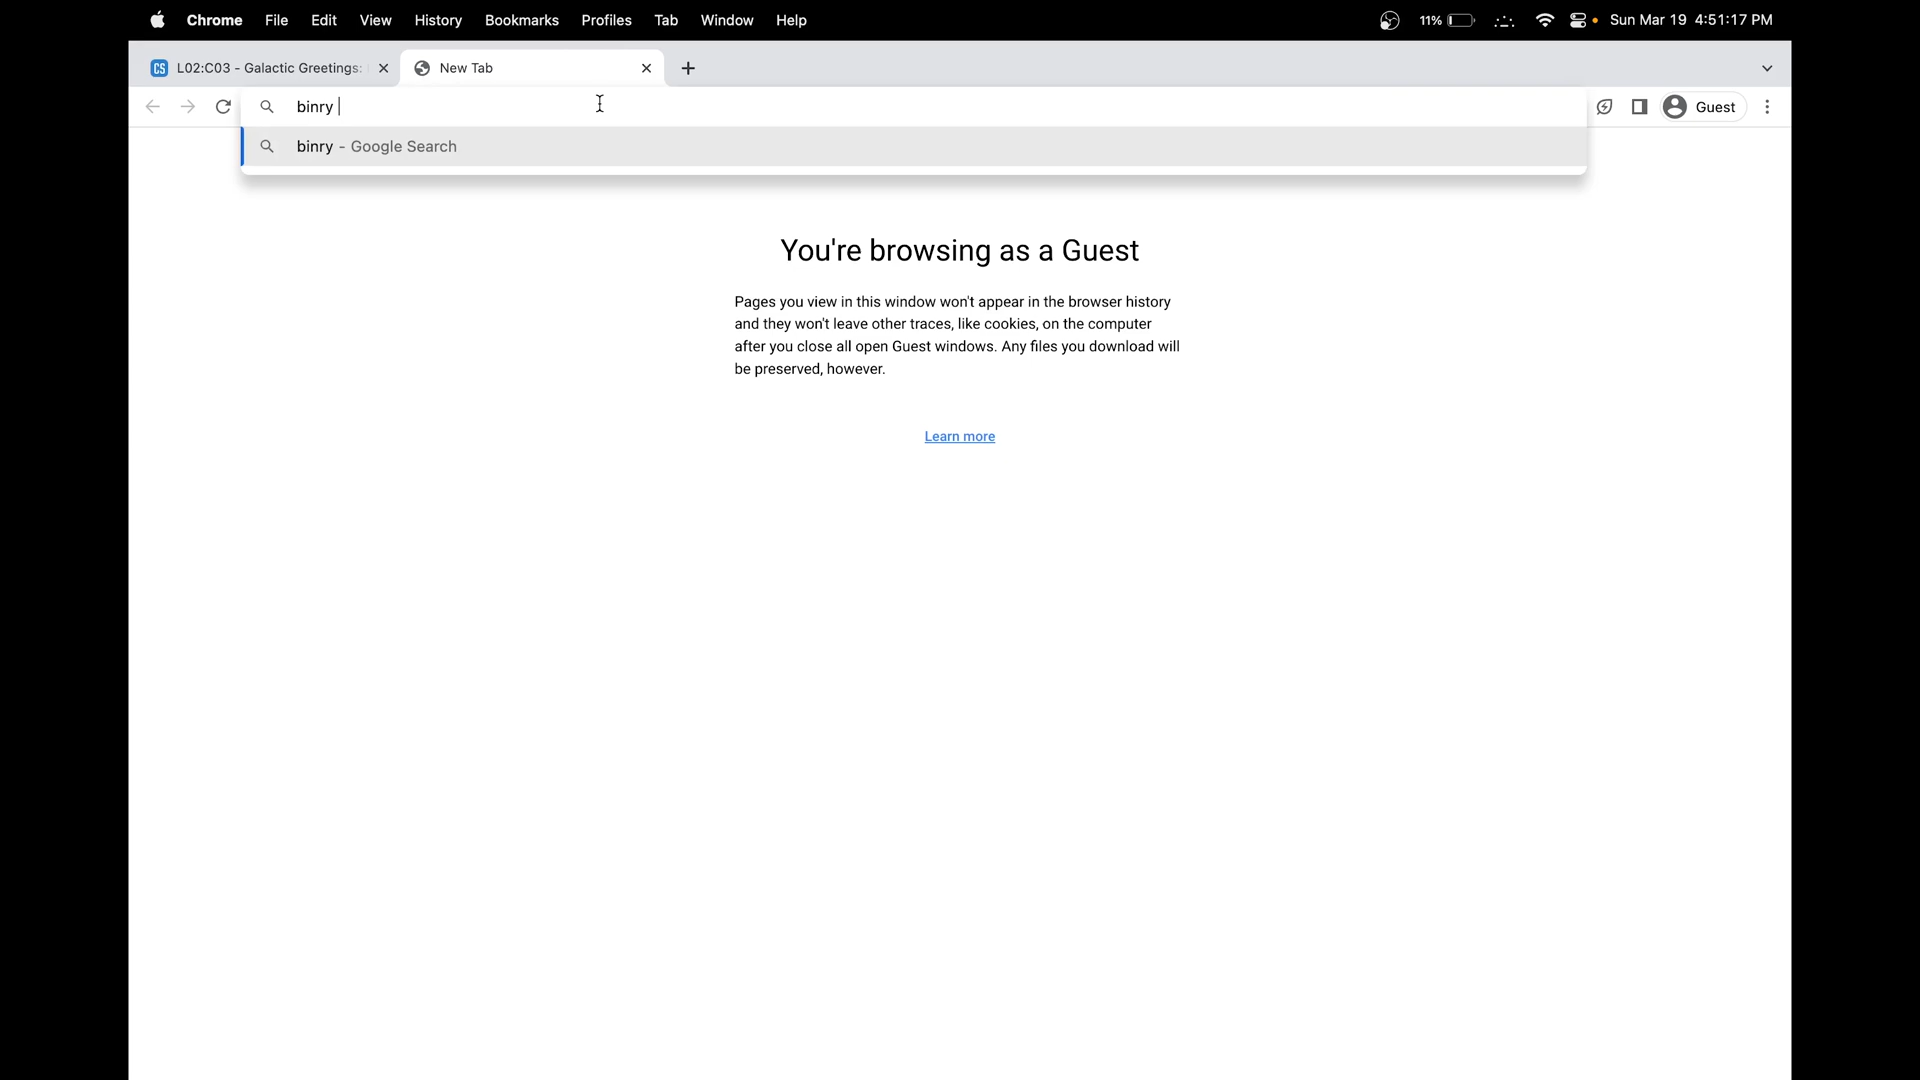 Chrome File Edit View History Bookmarks Profiles Tab Window Help 11% Sun Mar 19 4:51:17 PM
CS L02:C03 - Galactic Greetings: New Tab
binry
Guest
binry - Google Search
You're browsing as a Guest
Pages you view in this window won't appear in the browser history
and they won't leave other traces, like cookies, on the computer
after you close all open Guest windows. Any files you download will
be preserved, however.
Learn more